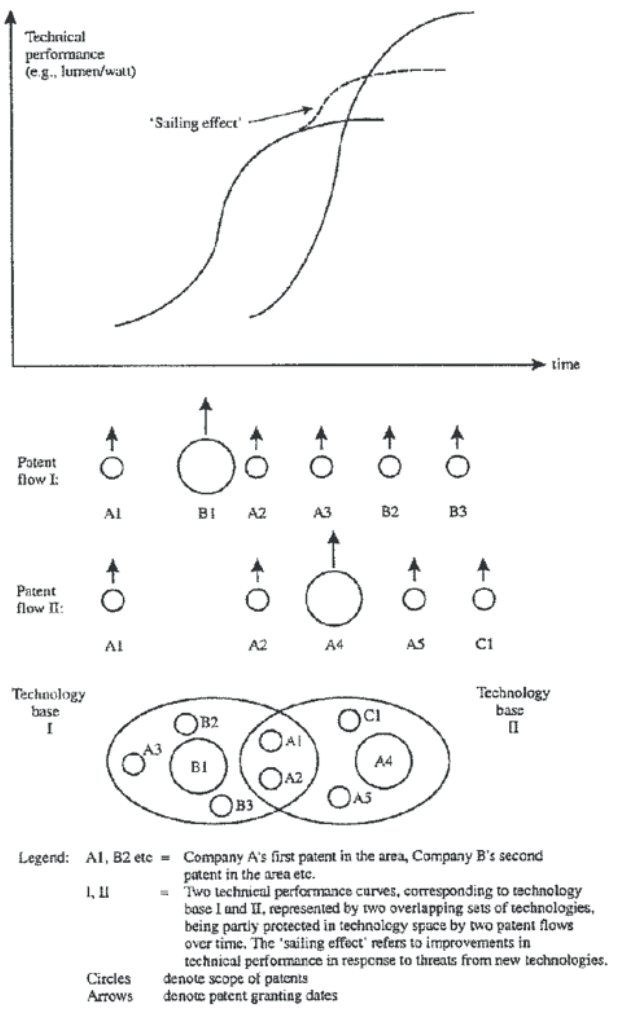 Technical
performance
(e.g., lumen/watt)
'Sailing effect'
time
Patent
flow I:
A1 B1 A2 A3 B2 B3
Patent
flow II:
A1 A2 A4 A5 C1
Technology
base
I
Technology
base
II
B2
A3
B1
B3
A1
A2
C1
A4
A5
Legend: A1, B2 etc = Company A's first patent in the area, Company B's second
patent in the area etc.
I, II = Two technical performance curves, corresponding to technology
base I and II, represented by two overlapping sets of technologies,
being partly protected in technology space by two patent flows
over time. The 'sailing effect' refers to improvements in
technical performance in response to threats from new technologies.
Circles denote scope of patents
Arrows denote patent granting dates